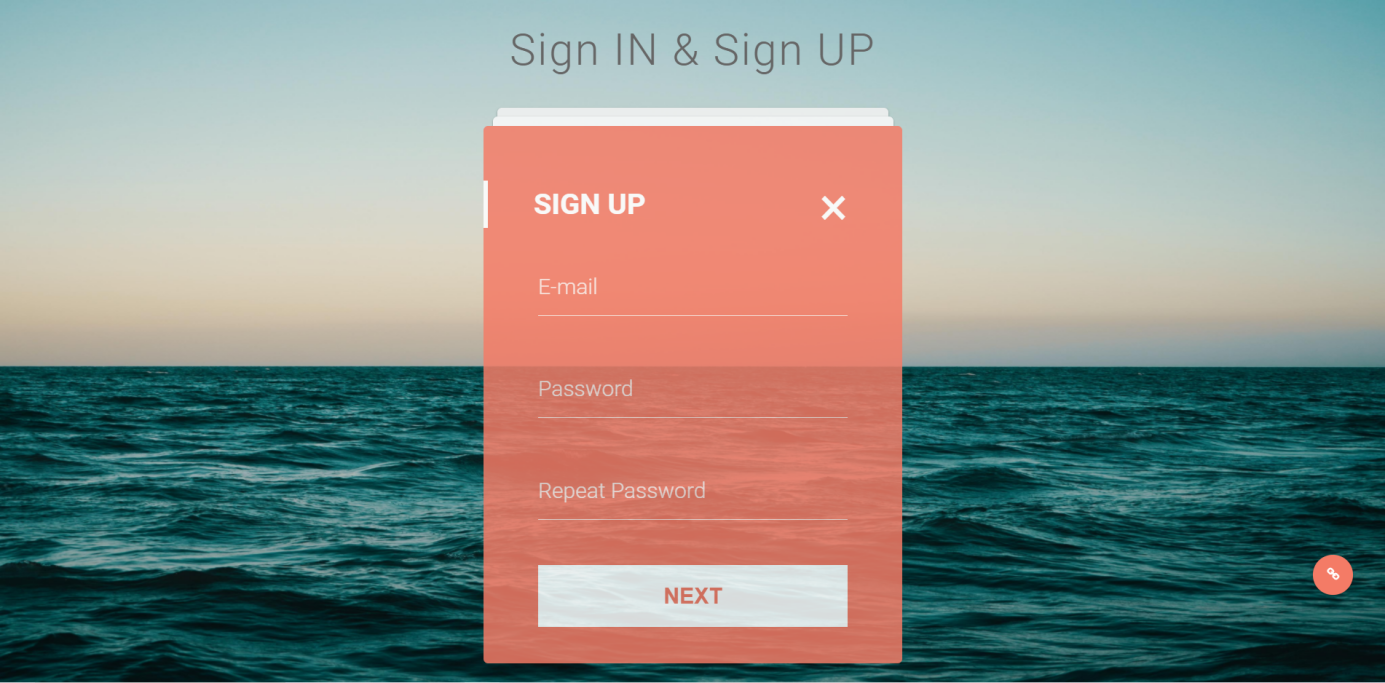 Sign IN & Sign UP
SIGN UP
E-mail
Password
Repeat Password
NEXT